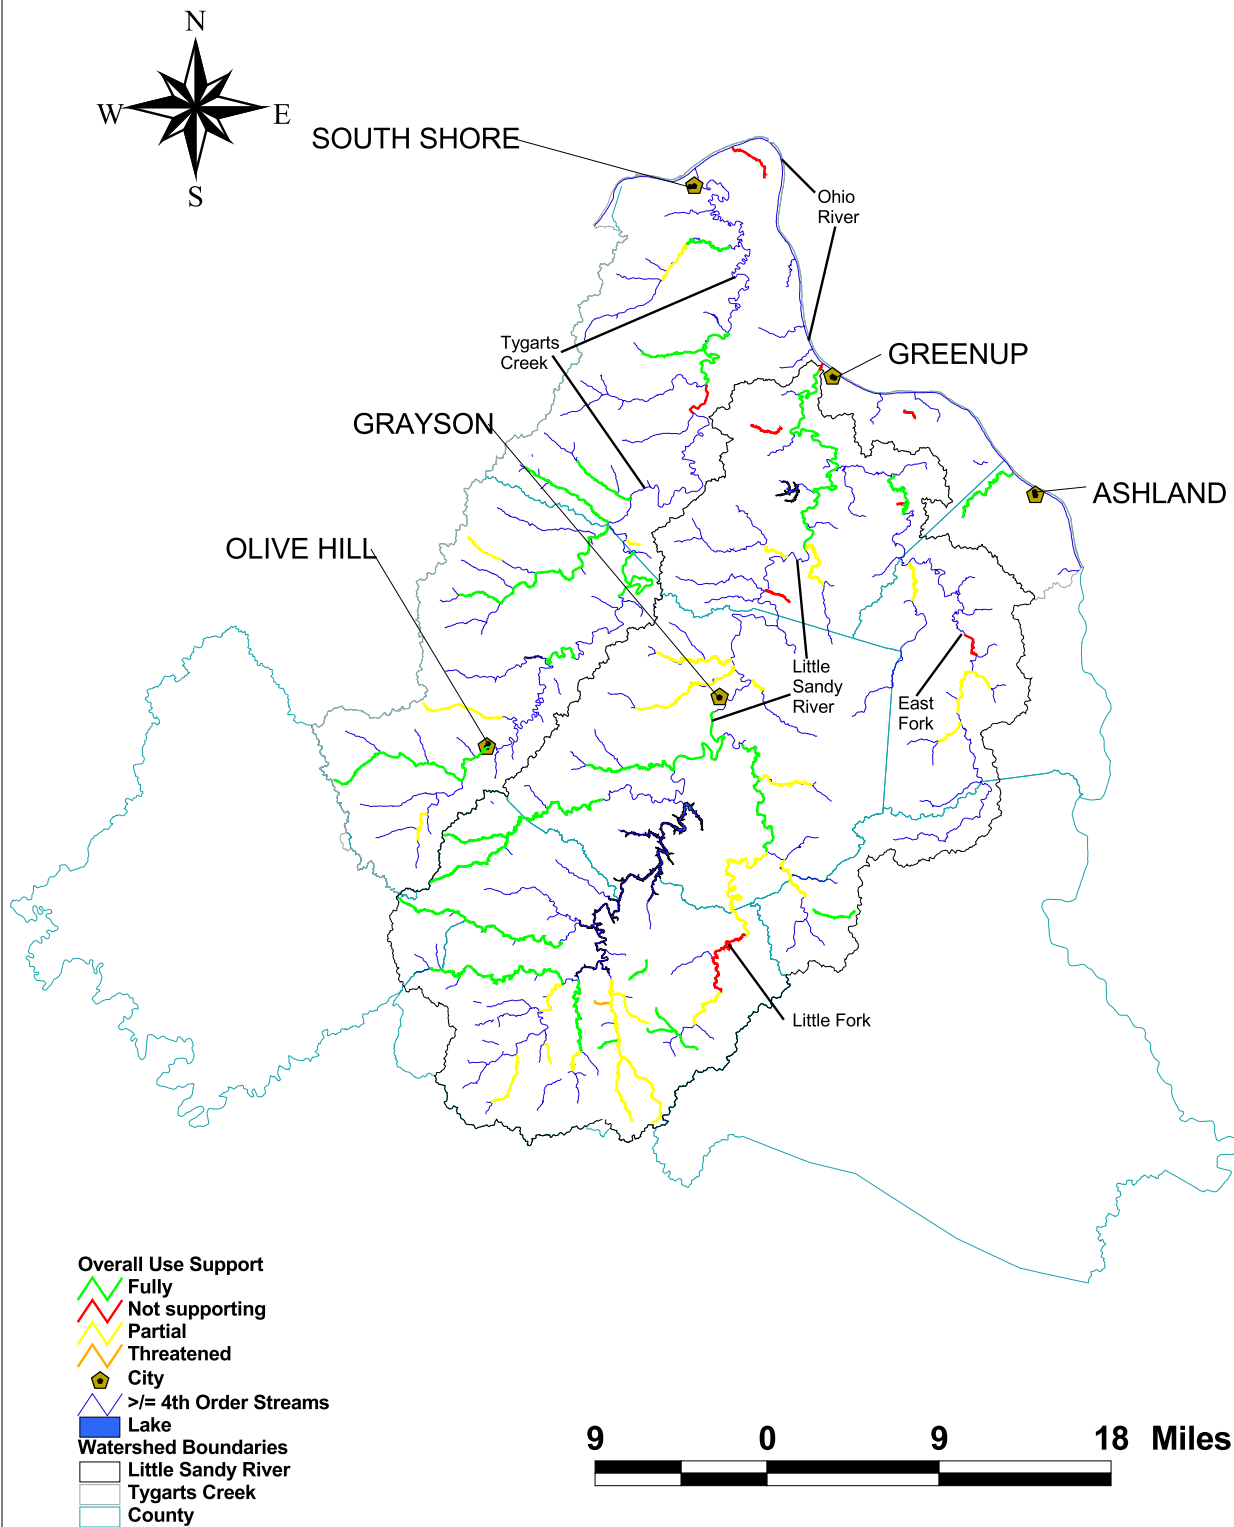 N
W
E
S
SOUTH SHORE
Ohio
River
Tygarts
Creek
GREENUP
GRAYSON
ASHLAND
OLIVE HILL
Little
Sandy
River
East
Fork
Little Fork
Overall Use Support
Fully
Not supporting
Partial
Threatened
City
>/= 4th Order Streams
Lake
Watershed Boundaries
Little Sandy River
Tygarts Creek
County
9 0 9 18 Miles